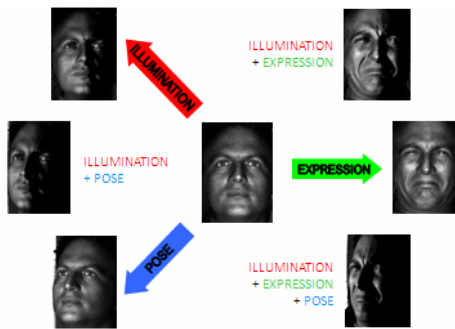 ILLUMINATION
ILLUMINATION
+ EXPRESSION
ILLUMINATION
+ POSE
EXPRESSION
POSE
ILLUMINATION
+ EXPRESSION
+ POSE